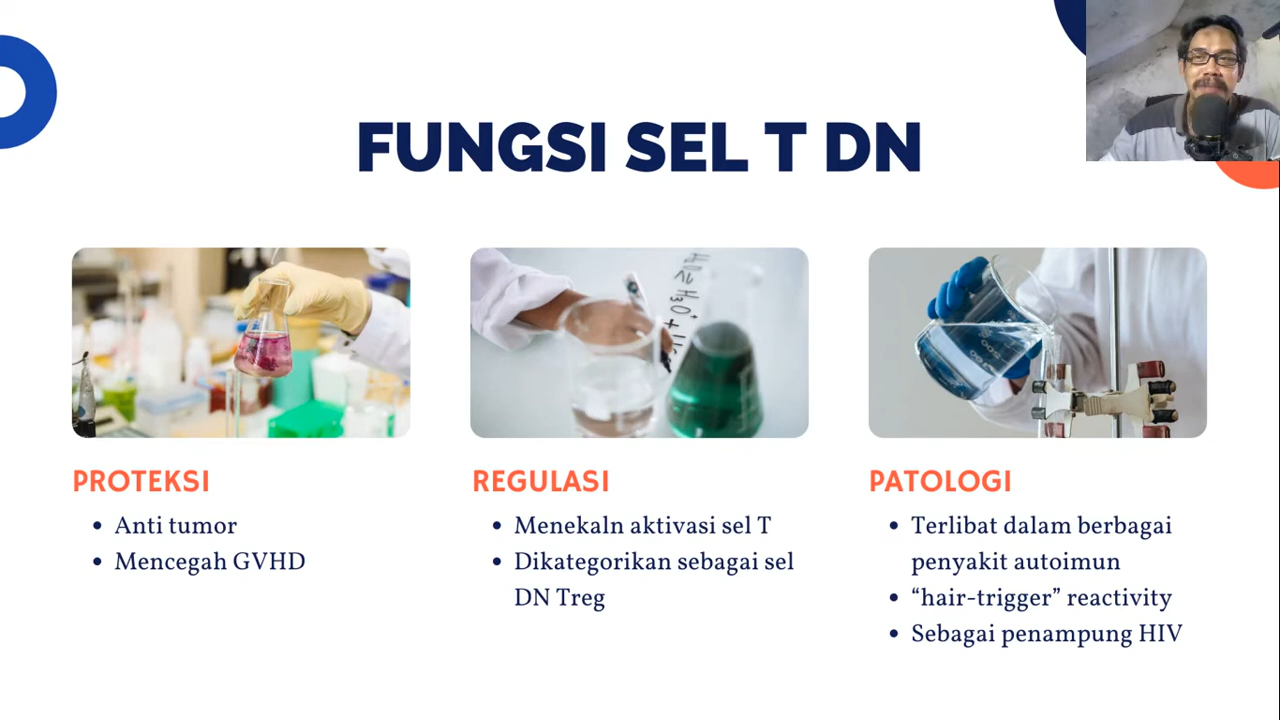 FUNGSI SEL T DN
PROTEKSI
• Anti tumor
• Mencegah GVHD
REGULASI
• Menekaln aktivasi sel T
• Dikategorikan sebagai sel
DN Treg
PATOLOGI
• Terlibat dalam berbagai
penyakit autoimun
• “hair-trigger” reactivity
• Sebagai penampung HIV